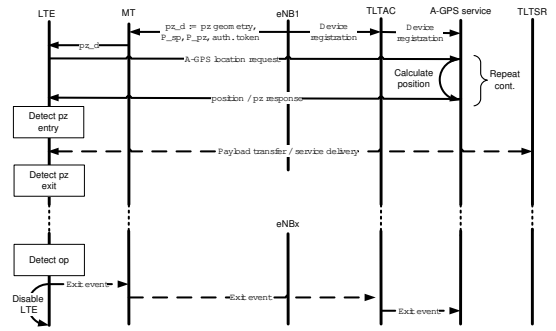 LTE MT eNB1 TLTAC A-GPS service TLTSR
pz_d := pz geometry,
P_sp, P_pz, auth. token
Device
registration
Device
registration
pz_d
A-GPS location request
Calculate
position
Repeat
cont.
position / pz response
Detect pz
entry
Payload transfer / service delivery
Detect pz
exit
eNBx
Detect op
Exit event
Disable
LTE
Exit event
Exit event